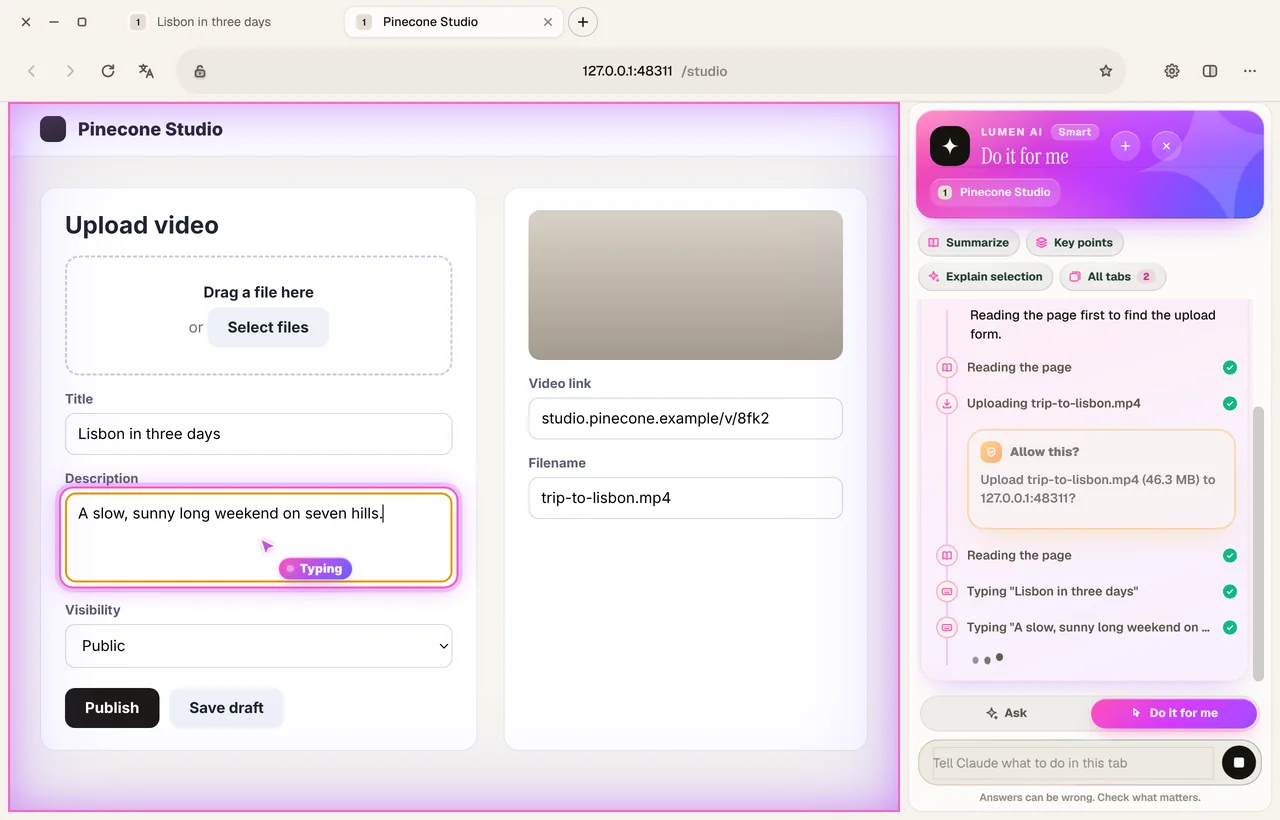 1 Lisbon in three days
1 Pinecone Studio
127.0.0.1:48311 /studio
Pinecone Studio
Upload video
Drag a file here
or Select files
Title
Lisbon in three days
Description
A slow, sunny long weekend on seven hills.
Typing
Visibility
Public
Publish Save draft
Video link
studio.pinecone.example/v/8fk2
Filename
trip-to-lisbon.mp4
LUMEN AI Smart
Do it for me
1 Pinecone Studio
Summarize Key points
Explain selection All tabs 2
Reading the page first to find the upload
form.
Reading the page
Uploading trip-to-lisbon.mp4
Allow this?
Upload trip-to-lisbon.mp4 (46.3 MB) to
127.0.0.1:48311?
Reading the page
Typing "Lisbon in three days"
Typing "A slow, sunny long weekend on ...
Ask Do it for me
Tell Claude what to do in this tab
Answers can be wrong. Check what matters.